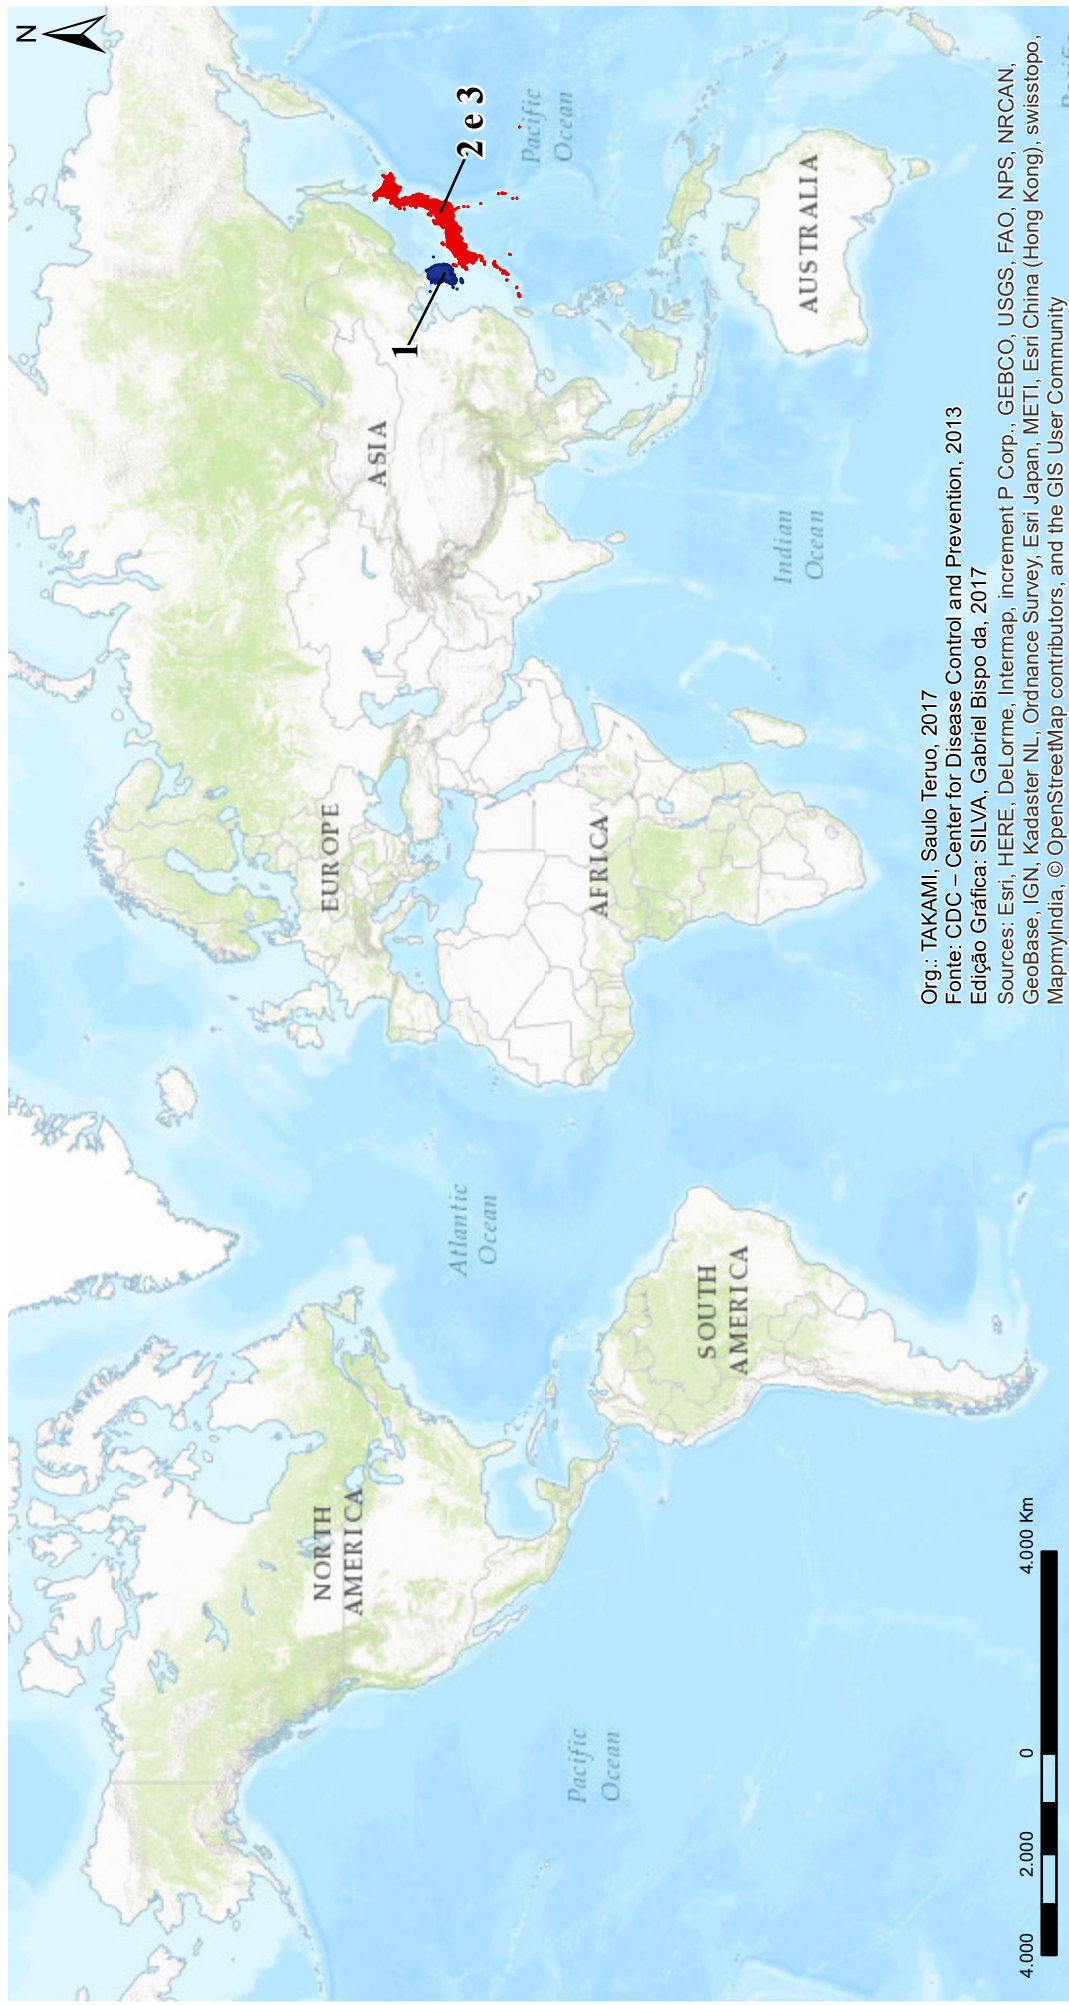 N
NORTH
AMERICA
EUROPE
ASIA
1
2 e 3
Atlantic
Ocean
Pacific
Ocean
Pacific
Ocean
AFRICA
SOUTH
AMERICA
Indian
Ocean
AUSTRALIA
Org.: TAKAMI, Saulo Teruo, 2017
Fonte: CDC – Center for Disease Control and Prevention, 2013
Edição Gráfica: SILVA, Gabriel Bispo da, 2017
Sources: Esri, HERE, DeLorme, Intermap, increment P Corp., GEBCO, USGS, FAO, NPS, NRCAN,
GeoBase, IGN, Kadaster NL, Ordnance Survey, Esri Japan, METI, Esri China (Hong Kong), swisstopo,
MapmyIndia, © OpenStreetMap contributors, and the GIS User Community
4.000 2.000 0 4.000 Km